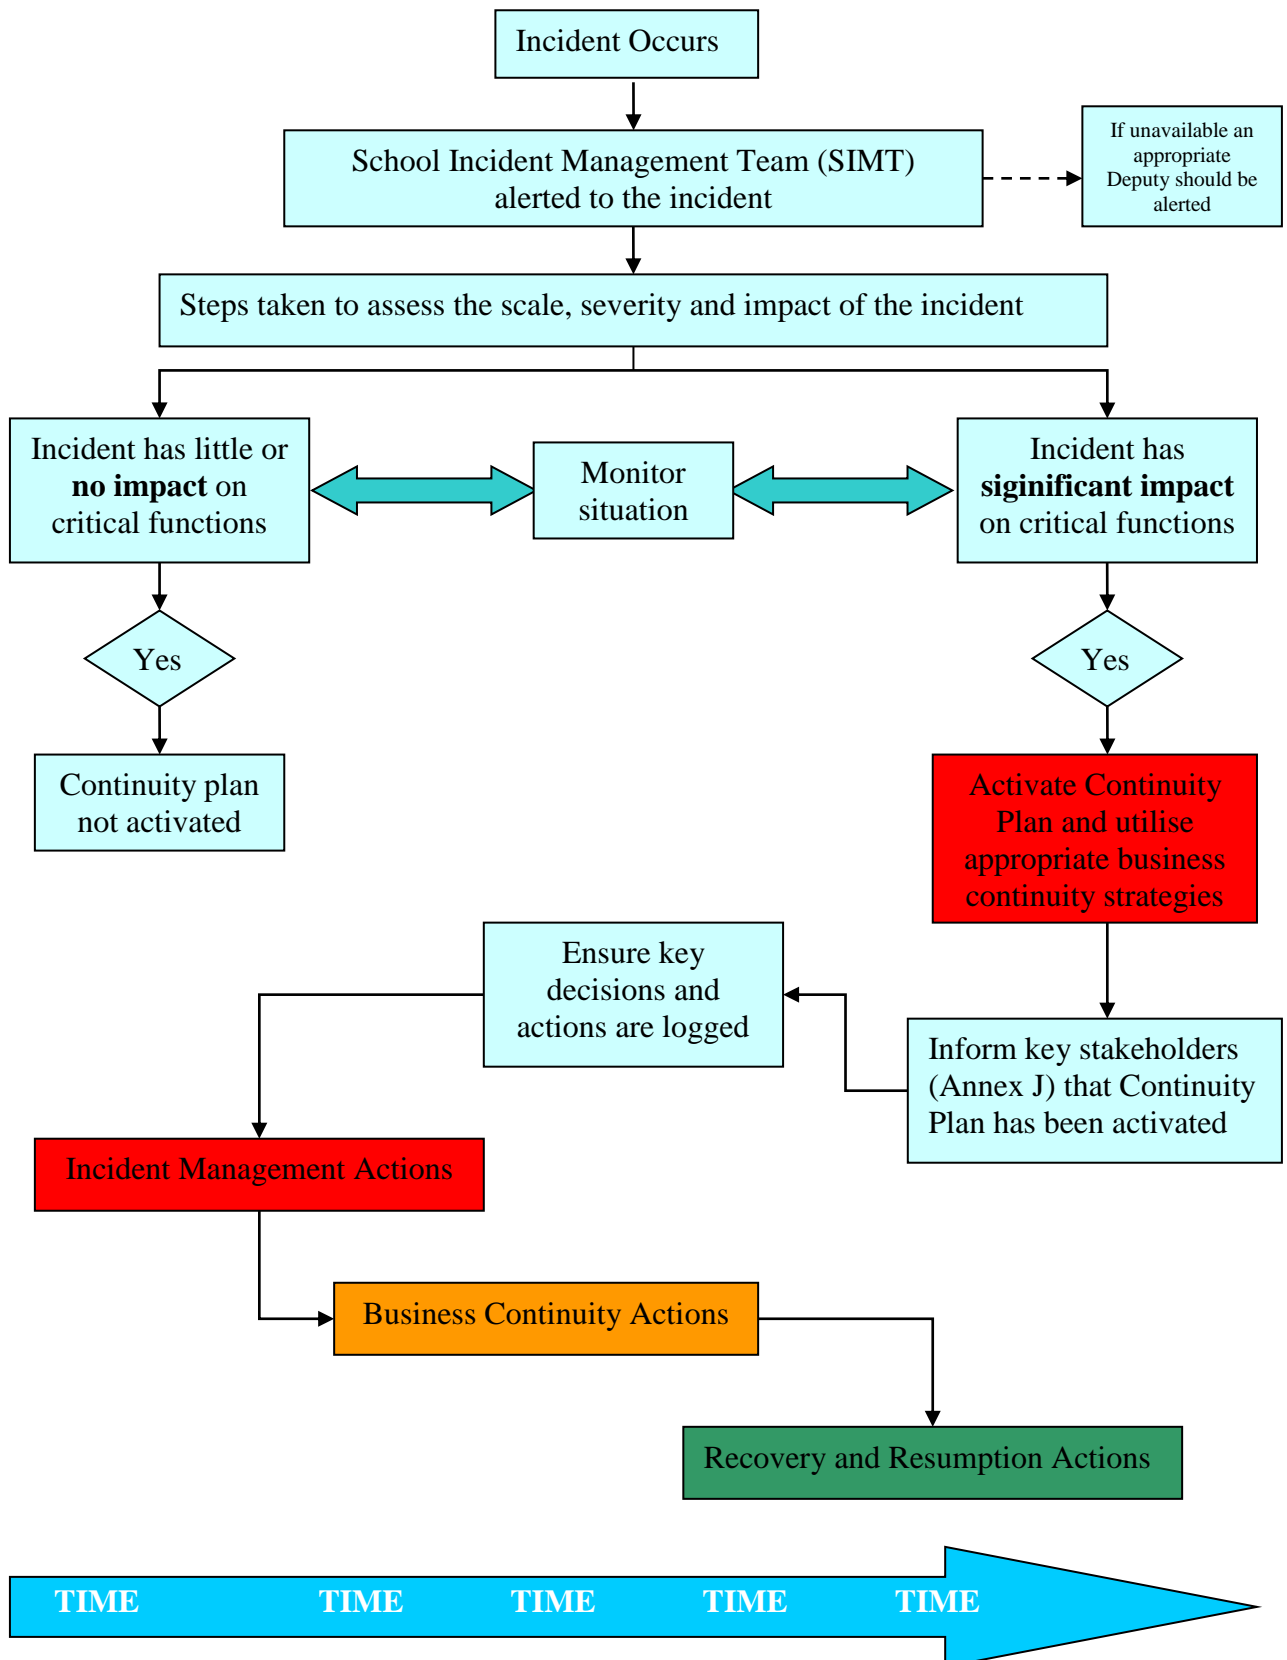 Incident Occurs
School Incident Management Team (SIMT)
alerted to the incident
If unavailable an
appropriate
Deputy should be
alerted
Steps taken to assess the scale, severity and impact of the incident
Incident has little or
no impact on
critical functions
Monitor
situation
Incident has
siginificant impact
on critical functions
Yes
Yes
Continuity plan
not activated
Activate Continuity
Plan and utilise
appropriate business
continuity strategies
Ensure key
decisions and
actions are logged
Inform key stakeholders
(Annex J) that Continuity
Plan has been activated
Incident Management Actions
Business Continuity Actions
Recovery and Resumption Actions
TIME TIME TIME TIME TIME